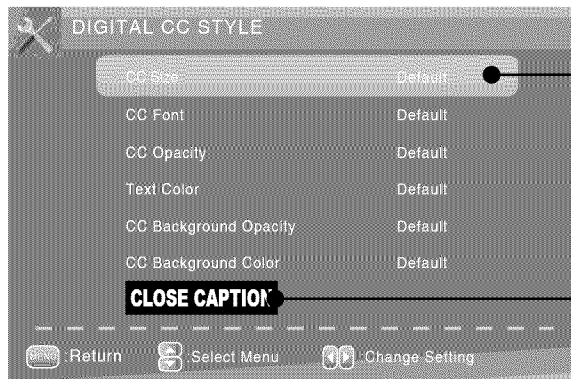 DIGITAL CC STYLE
CC Size Default
CC Font Default
CC Opacity Default
Text Color Default
CC Background Opacity Default
CC Background Color Default
CLOSE CAPTION
MENU :Return :Select Menu :Change Setting